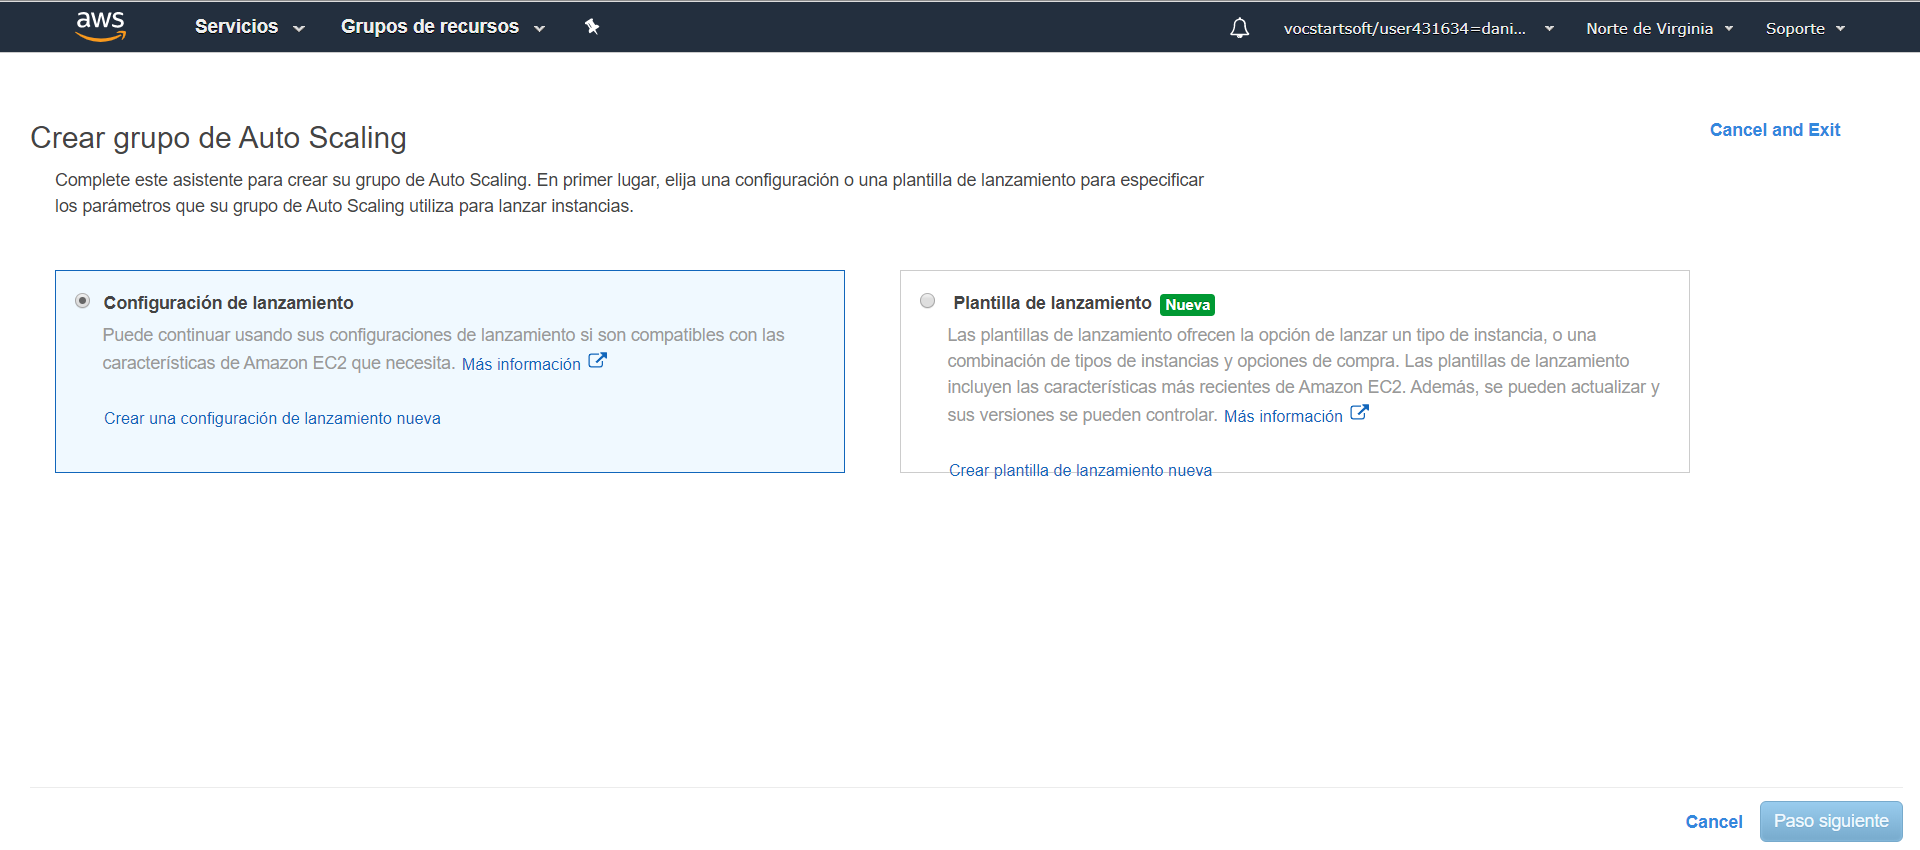 aws Servicios Grupos de recursos vocstartsoft/user431634=dani... Norte de Virginia Soporte
Crear grupo de Auto Scaling
Cancel and Exit
Complete este asistente para crear su grupo de Auto Scaling. En primer lugar, elija una configuración o una plantilla de lanzamiento para especificar
los parámetros que su grupo de Auto Scaling utiliza para lanzar instancias.
Configuración de lanzamiento
Puede continuar usando sus configuraciones de lanzamiento si son compatibles con las
características de Amazon EC2 que necesita. Más información
Crear una configuración de lanzamiento nueva
Plantilla de lanzamiento Nueva
Las plantillas de lanzamiento ofrecen la opción de lanzar un tipo de instancia, o una
combinación de tipos de instancias y opciones de compra. Las plantillas de lanzamiento
incluyen las características más recientes de Amazon EC2. Además, se pueden actualizar y
sus versiones se pueden controlar. Más información
Crear plantilla de lanzamiento nueva
Cancel Paso siguiente